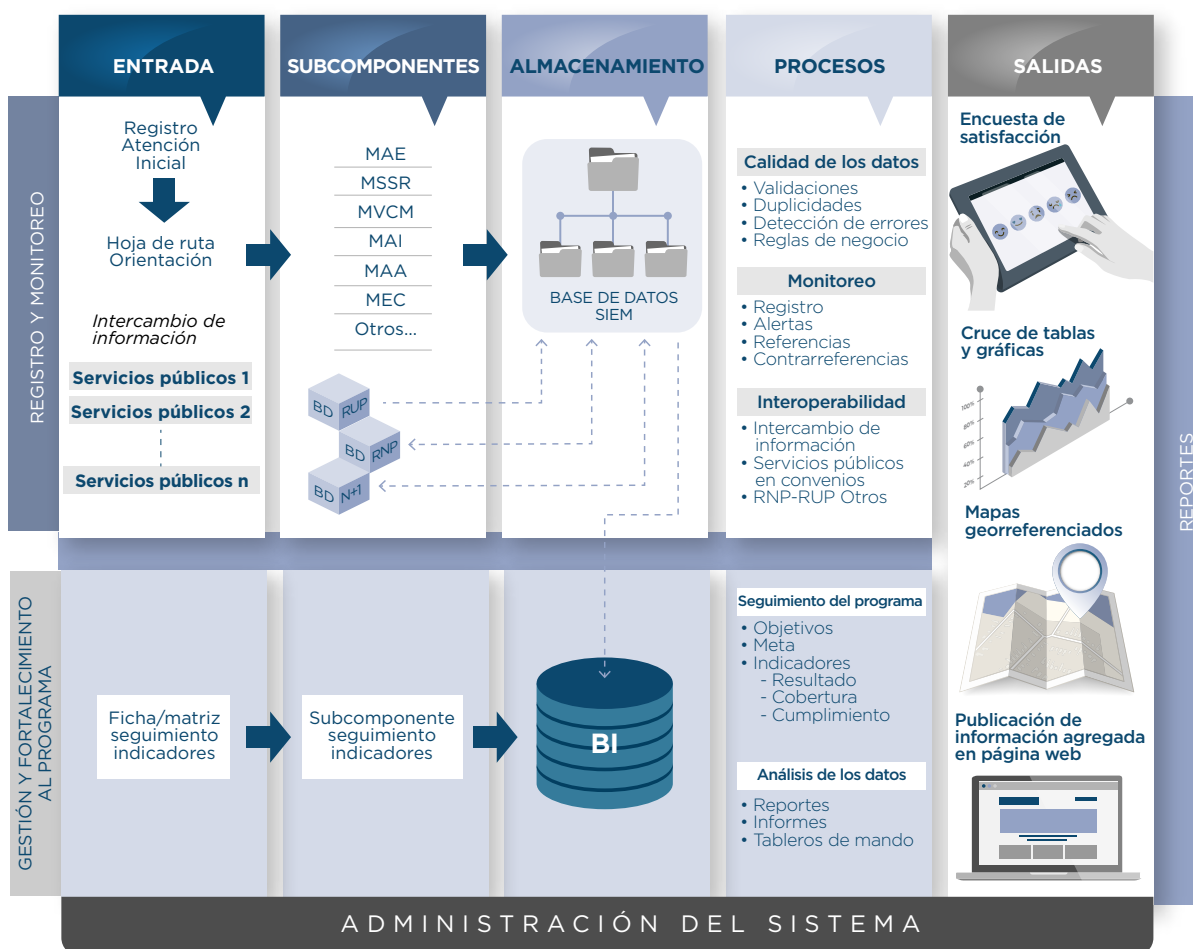 ENTRADA
SUBCOMPONENTES
ALMACENAMIENTO
PROCESOS
SALIDAS
REGISTRO Y MONITOREO
Registro
Atención
Inicial
Hoja de ruta
Orientación
Intercambio de
información
Servicios públicos 1
Servicios públicos 2
Servicios públicos n
MAE
MSSR
MVCM
MAI
MAA
MEC
Otros...
BD RUP
BD RNP
BD N+1
BASE DE DATOS
SIEM
Calidad de los datos
• Validaciones
• Duplicidades
• Detección de errores
• Reglas de negocio
Monitoreo
• Registro
• Alertas
• Referencias
• Contrarreferencias
Interoperabilidad
• Intercambio de
información
• Servicios públicos
en convenios
• RNP-RUP Otros
Encuesta de
satisfacción
Cruce de tablas
y gráficas
100%
80%
60%
40%
20%
Mapas
georreferenciados
Publicación de
información agregada
en página web
REPORTES
GESTIÓN Y FORTALECIMIENTO
AL PROGRAMA
Ficha/matriz
seguimiento
indicadores
Subcomponente
seguimiento
indicadores
BI
Seguimiento del programa
• Objetivos
• Meta
• Indicadores
- Resultado
- Cobertura
- Cumplimiento
Análisis de los datos
• Reportes
• Informes
• Tableros de mando
ADMINISTRACIÓN DEL SISTEMA